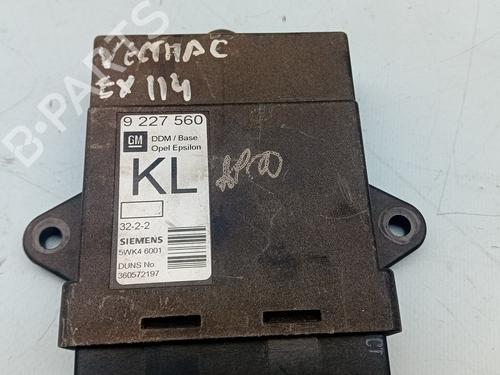 VECTRA C
EX 114
9 227 560
GM
DDM / Base
Opel Epsilon
KL
32-2-2
SIEMENS
5WK4 6001
DUNS No.
360572197
B-PARTS